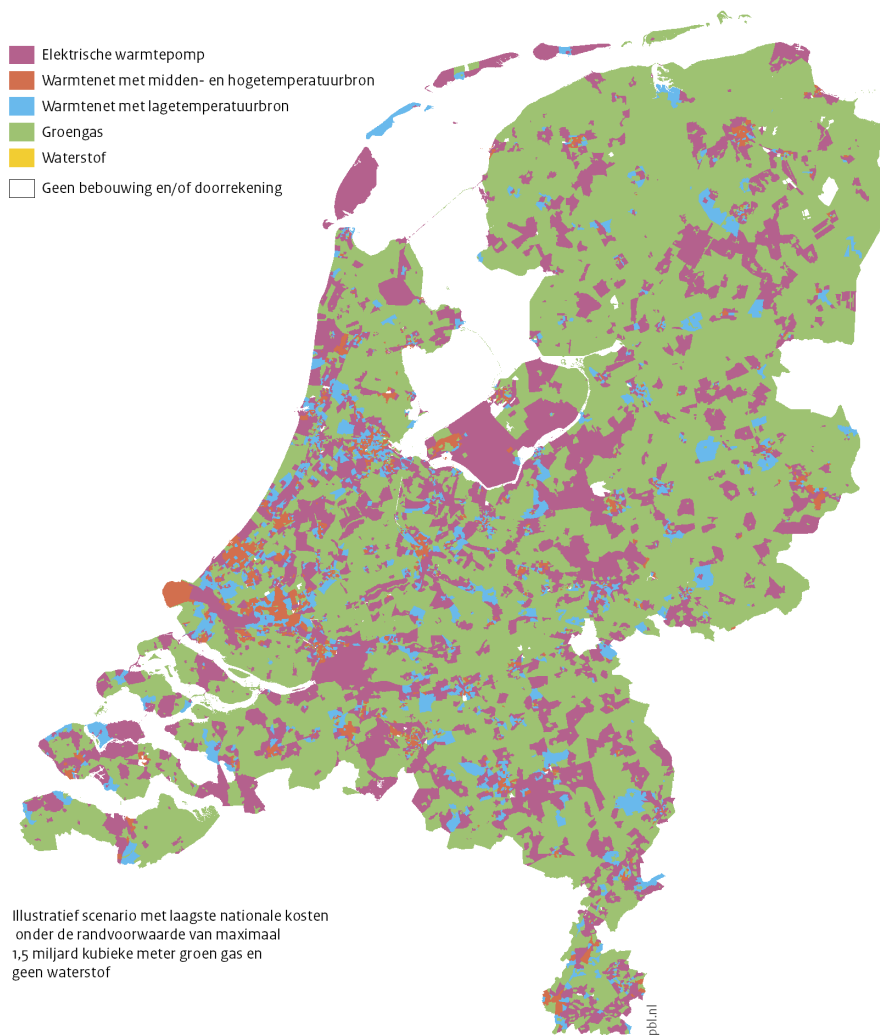 Elektrische warmtepomp
Warmtenet met midden- en hogetemperatuurbron
Warmtenet met lagetemperatuurbron
Groengas
Waterstof
Geen bebouwing en/of doorrekening
Illustratief scenario met laagste nationale kosten
onder de randvoorwaarde van maximaal
1,5 miljard kubieke meter groen gas en
geen waterstof
pbl.nl